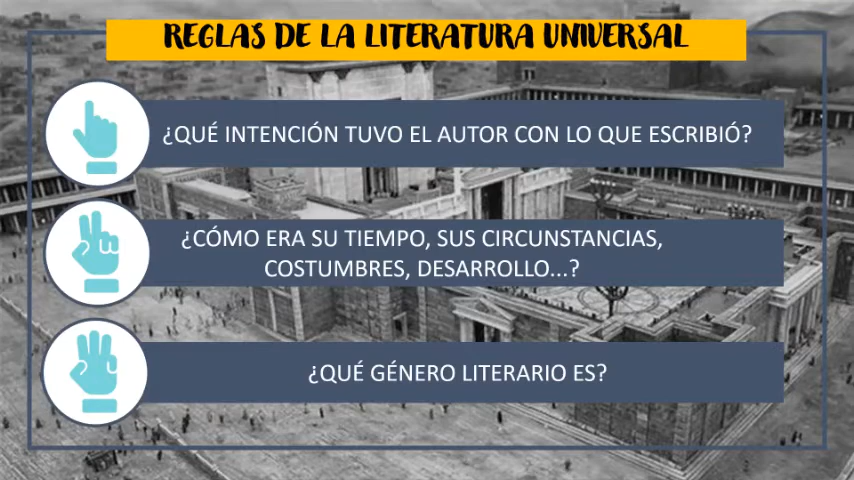 REGLAS DE LA LITERATURA UNIVERSAL
¿QUÉ INTENCIÓN TUVO EL AUTOR CON LO QUE ESCRIBIÓ?
¿CÓMO ERA SU TIEMPO, SUS CIRCUNSTANCIAS,
COSTUMBRES, DESARROLLO...?
¿QUÉ GÉNERO LITERARIO ES?